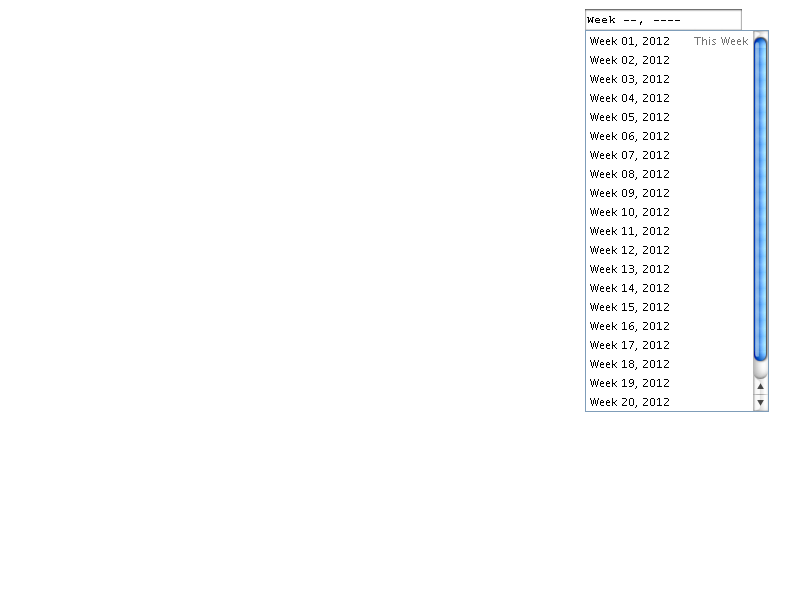 Week --, ----
Week 01, 2012 This Week
Week 02, 2012
Week 03, 2012
Week 04, 2012
Week 05, 2012
Week 06, 2012
Week 07, 2012
Week 08, 2012
Week 09, 2012
Week 10, 2012
Week 11, 2012
Week 12, 2012
Week 13, 2012
Week 14, 2012
Week 15, 2012
Week 16, 2012
Week 17, 2012
Week 18, 2012
Week 19, 2012
Week 20, 2012